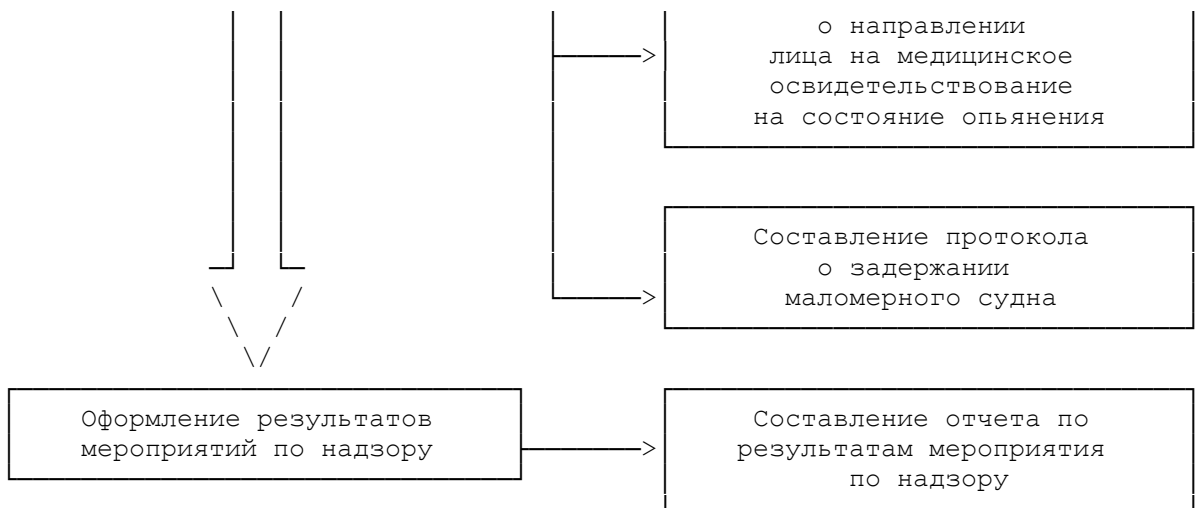 о направлении
лица на медицинское
освидетельствование
на состояние опьянения
Составление протокола
о задержании
маломерного судна
Оформление результатов
мероприятий по надзору
Составление отчета по
результатам мероприятия
по надзору